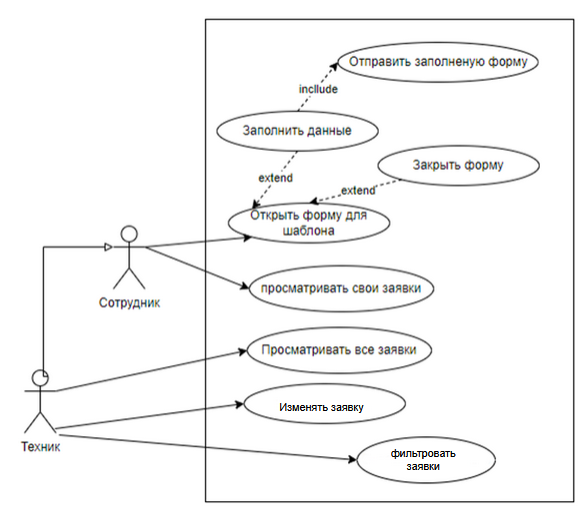 Отправить заполненую форму
incllude
Заполнить данные
extend
Закрыть форму
extend
Открыть форму для
шаблона
Сотрудник
просматривать свои заявки
Просматривать все заявки
Изменять заявку
Техник
фильтровать
заявки